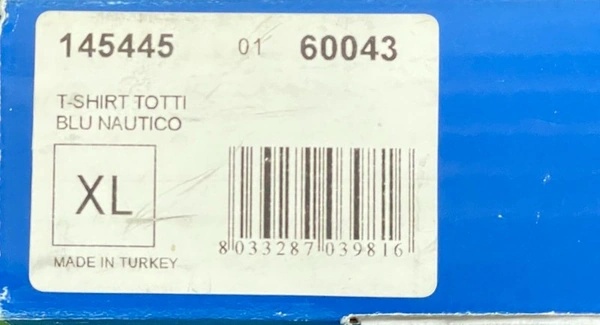 145445 01 60043
T-SHIRT TOTTI
BLU NAUTICO
XL
8 033287 039816
MADE IN TURKEY